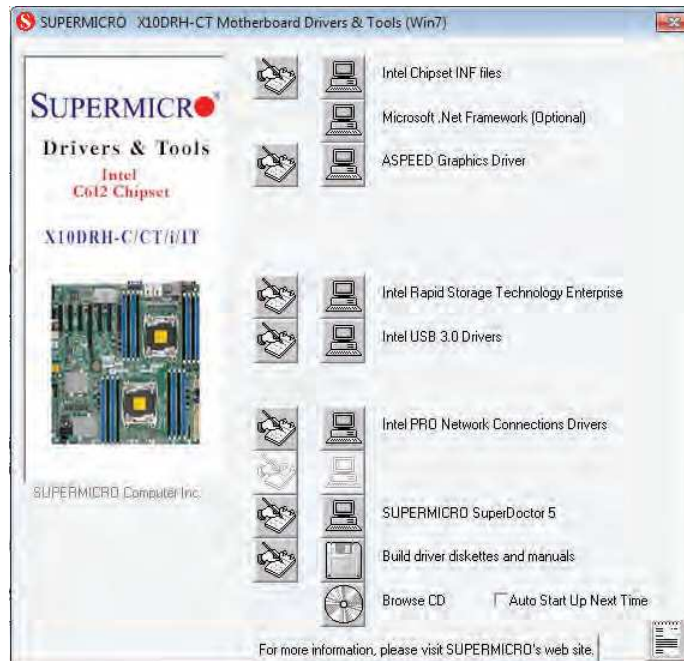 SUPERMICRO X10DRH-CT Motherboard Drivers & Tools (Win7)
SUPERMICRO
Drivers & Tools
Intel
C612 Chipset
X10DRH-C/CT/i/IT
SUPERMICRO Computer Inc.
Intel Chipset INF files
Microsoft .Net Framework (Optional)
ASPEED Graphics Driver
Intel Rapid Storage Technology Enterprise
Intel USB 3.0 Drivers
Intel PRO Network Connections Drivers
SUPERMICRO SuperDoctor 5
Build driver diskettes and manuals
Browse CD Auto Start Up Next Time
For more information, please visit SUPERMICRO's web site.